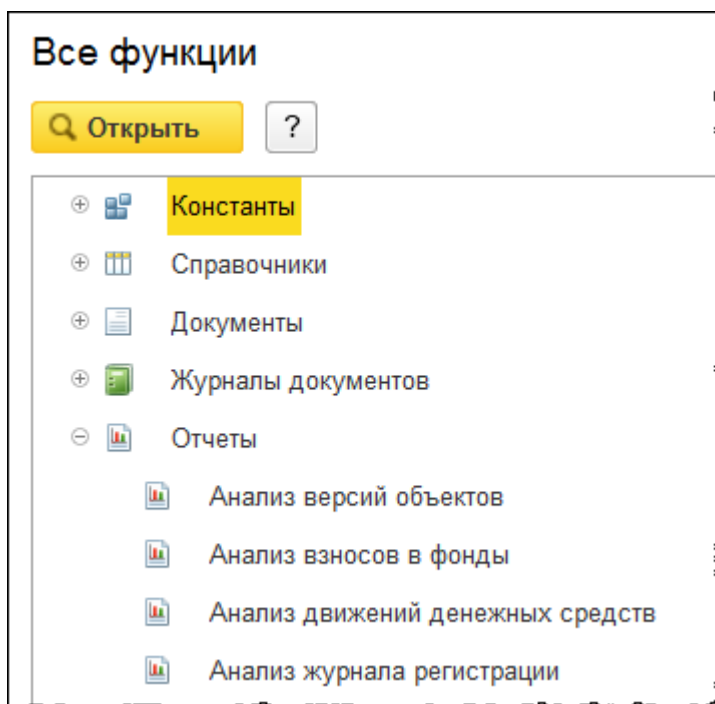 Все функции
Открыть ?
Константы
Справочники
Документы
Журналы документов
Отчеты
Анализ версий объектов
Анализ взносов в фонды
Анализ движений денежных средств
Анализ журнала регистрации